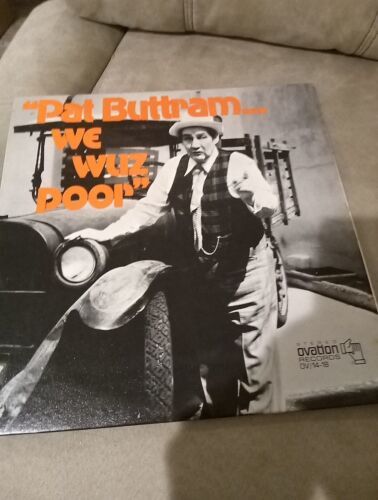 "Pat Buttram....
WE
WUZ
POOR"
STEREO
ovation
RECORDS
OV/14-18